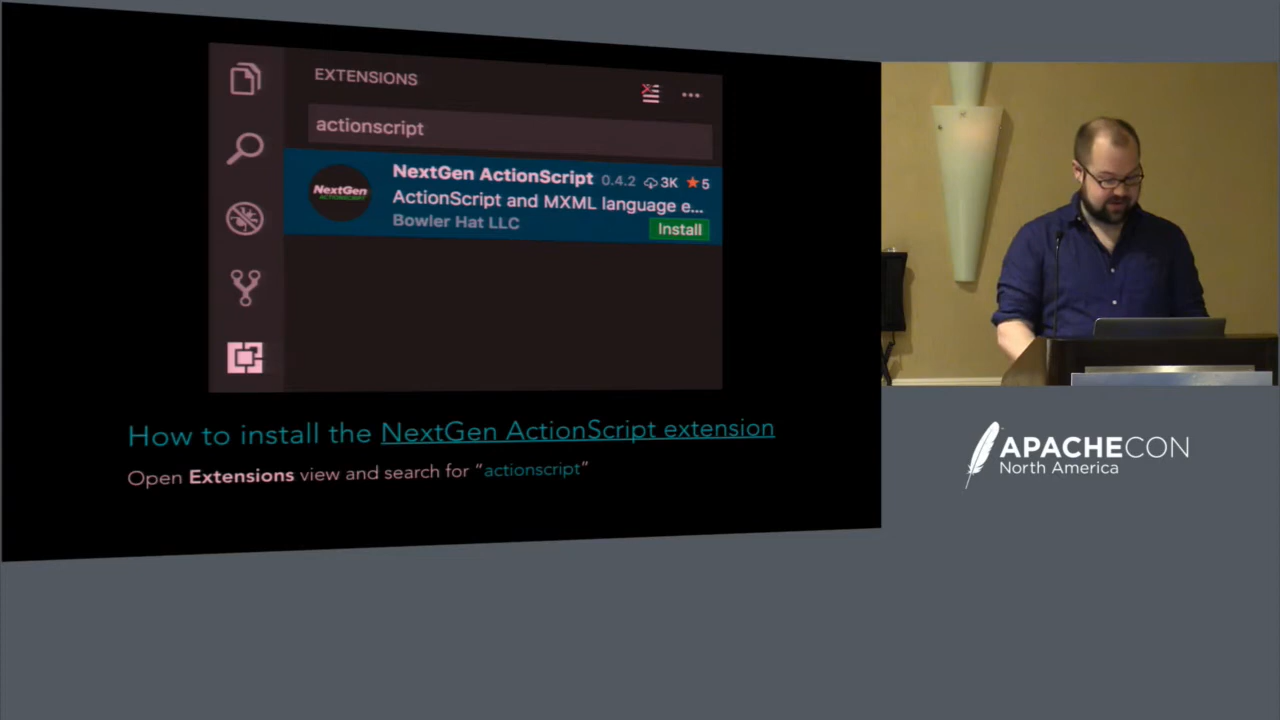 EXTENSIONS
actionscript
NextGen
ACTIONSCRIPT
NextGen ActionScript 0.4.2 3K 5
ActionScript and MXML language e...
Bowler Hat LLC
Install
How to install the NextGen ActionScript extension
Open Extensions view and search for “actionscript”
APACHECON
North America